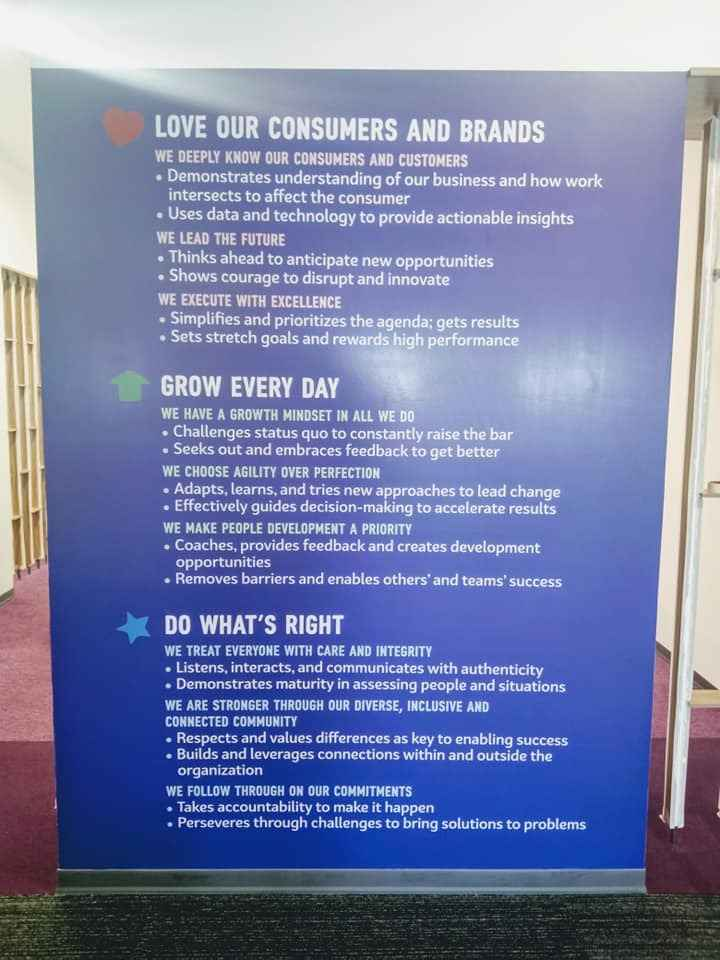 LOVE OUR CONSUMERS AND BRANDS
WE DEEPLY KNOW OUR CONSUMERS AND CUSTOMERS
• Demonstrates understanding of our business and how work
intersects to affect the consumer
• Uses data and technology to provide actionable insights
WE LEAD THE FUTURE
• Thinks ahead to anticipate new opportunities
• Shows courage to disrupt and innovate
WE EXECUTE WITH EXCELLENCE
• Simplifies and prioritizes the agenda; gets results
• Sets stretch goals and rewards high performance
GROW EVERY DAY
WE HAVE A GROWTH MINDSET IN ALL WE DO
• Challenges status quo to constantly raise the bar
• Seeks out and embraces feedback to get better
WE CHOOSE AGILITY OVER PERFECTION
• Adapts, learns, and tries new approaches to lead change
• Effectively guides decision-making to accelerate results
WE MAKE PEOPLE DEVELOPMENT A PRIORITY
• Coaches, provides feedback and creates development
opportunities
• Removes barriers and enables others’ and teams’ success
DO WHAT’S RIGHT
WE TREAT EVERYONE WITH CARE AND INTEGRITY
• Listens, interacts, and communicates with authenticity
• Demonstrates maturity in assessing people and situations
WE ARE STRONGER THROUGH OUR DIVERSE, INCLUSIVE AND
CONNECTED COMMUNITY
• Respects and values differences as key to enabling success
• Builds and leverages connections within and outside the
organization
WE FOLLOW THROUGH ON OUR COMMITMENTS
• Takes accountability to make it happen
• Perseveres through challenges to bring solutions to problems